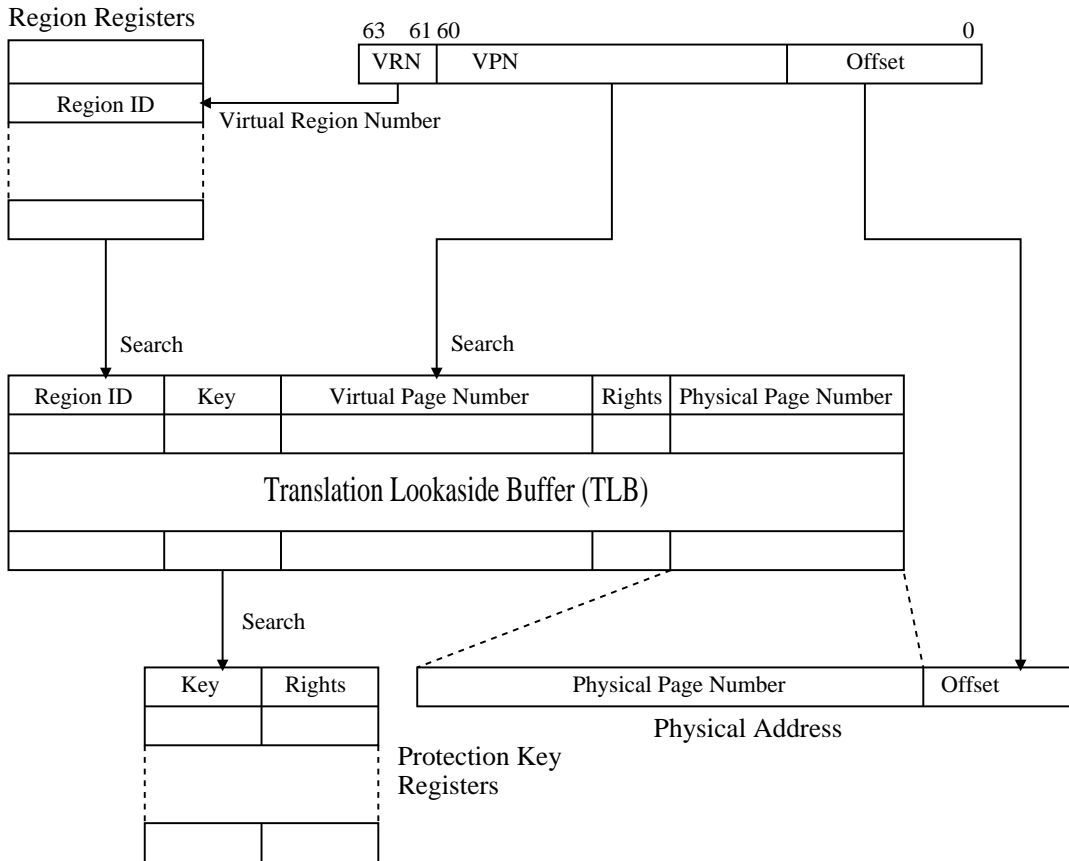 Region Registers
63 61 60 0
VRN VPN Offset
Region ID
Virtual Region Number
Search Search
Region ID Key Virtual Page Number Rights Physical Page Number
Translation Lookaside Buffer (TLB)
Search
Key Rights
Physical Page Number Offset
Physical Address
Protection Key
Registers